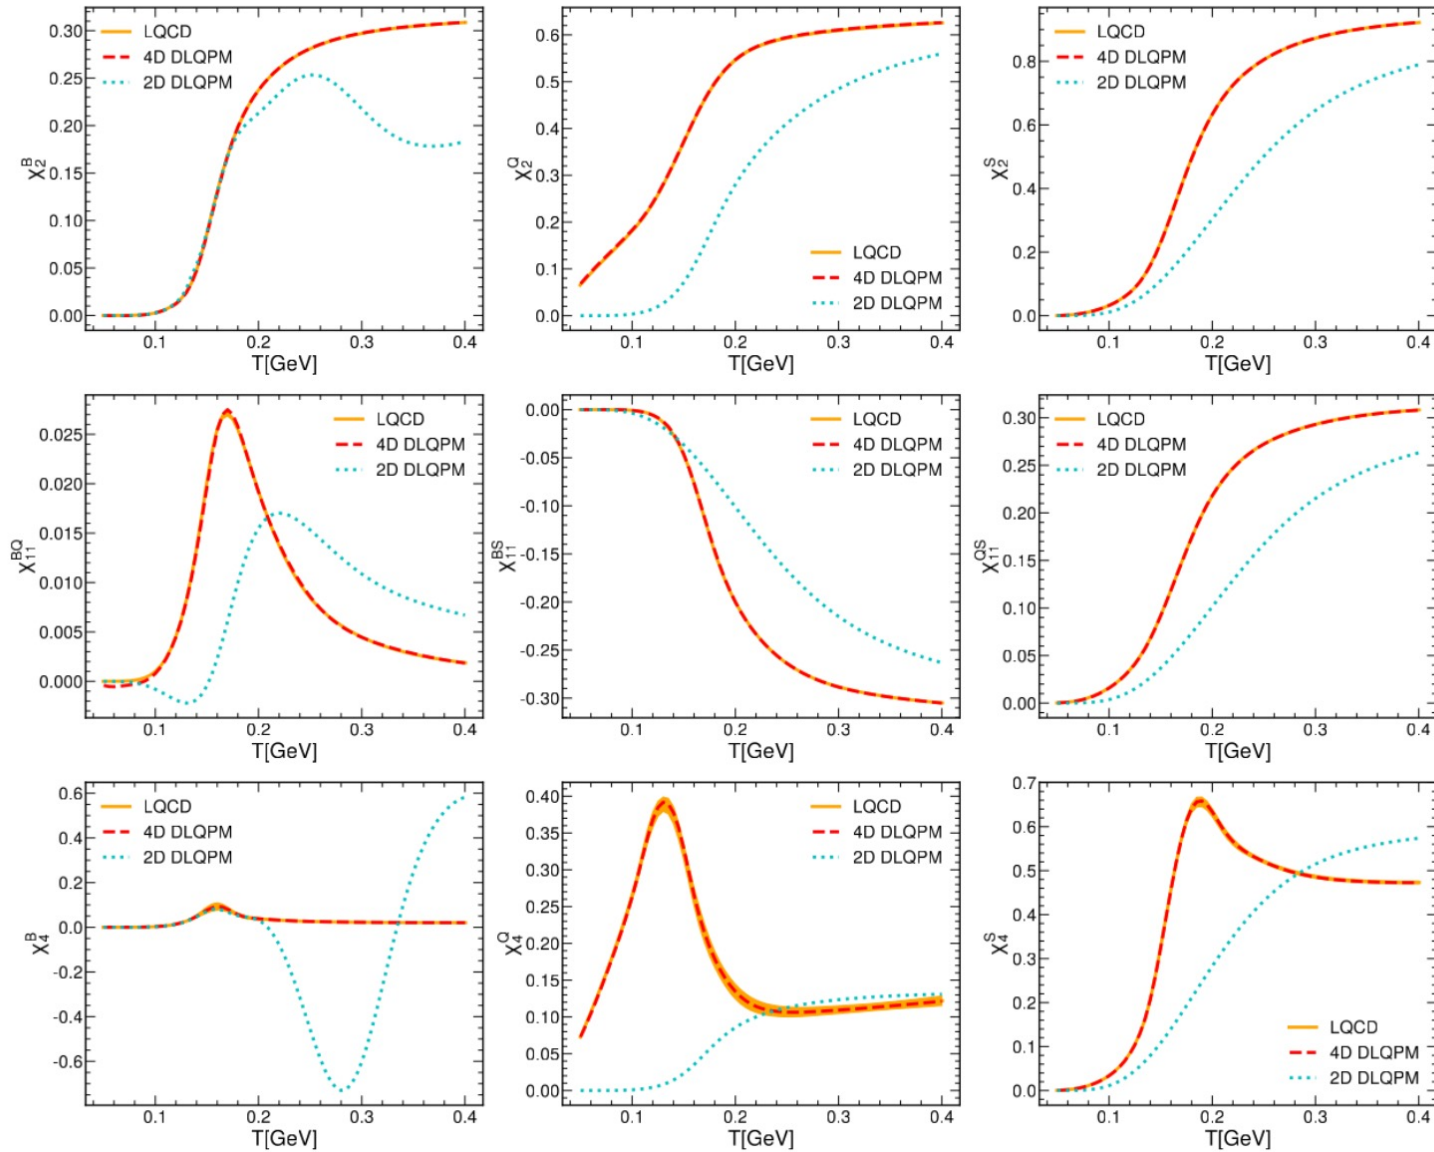 LQCD
4D DLQPM
2D DLQPM
0.30
0.25
0.20
0.15
0.10
0.05
0.00
χ₂ᴮ
0.1 0.2 0.3 0.4
T[GeV]
0.6
0.5
0.4
0.3
0.2
0.1
0.0
χ₂^Q
LQCD
4D DLQPM
2D DLQPM
0.1 0.2 0.3 0.4
T[GeV]
LQCD
4D DLQPM
2D DLQPM
0.8
0.6
0.4
0.2
0.0
χ₂^S
0.1 0.2 0.3 0.4
T[GeV]
LQCD
4D DLQPM
2D DLQPM
0.025
0.020
0.015
0.010
0.005
0.000
χ₁₁^BQ
0.1 0.2 0.3 0.4
T[GeV]
LQCD
4D DLQPM
2D DLQPM
0.00
-0.05
-0.10
-0.15
-0.20
-0.25
-0.30
χ₁₁^BS
0.1 0.2 0.3 0.4
T[GeV]
LQCD
4D DLQPM
2D DLQPM
0.30
0.25
0.20
0.15
0.10
0.05
0.00
χ₁₁^QS
0.1 0.2 0.3 0.4
T[GeV]
LQCD
4D DLQPM
2D DLQPM
0.6
0.4
0.2
0.0
-0.2
-0.4
-0.6
χ₄^B
0.1 0.2 0.3 0.4
T[GeV]
LQCD
4D DLQPM
2D DLQPM
0.40
0.35
0.30
0.25
0.20
0.15
0.10
0.05
0.00
χ₄^Q
0.1 0.2 0.3 0.4
T[GeV]
0.7
0.6
0.5
0.4
0.3
0.2
0.1
0.0
χ₄^S
LQCD
4D DLQPM
2D DLQPM
0.1 0.2 0.3 0.4
T[GeV]